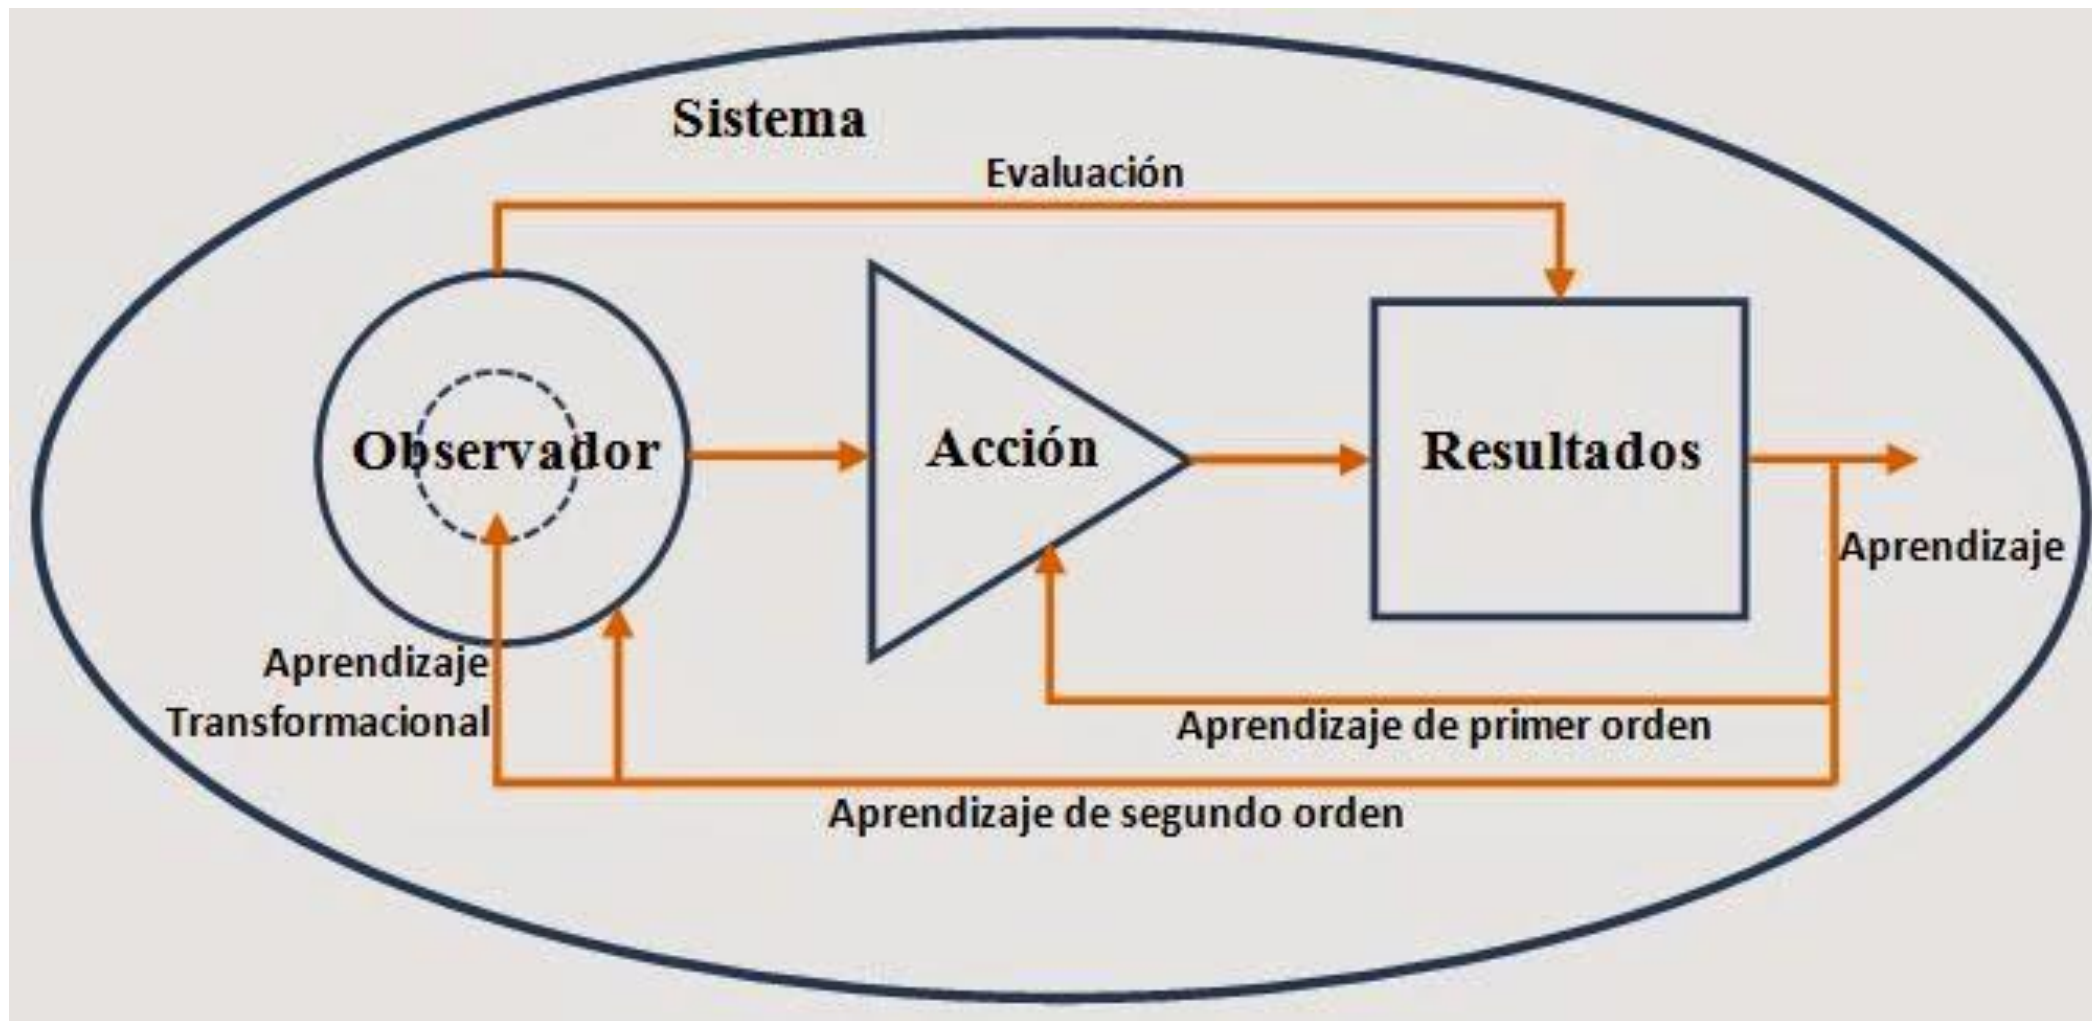 Sistema
Evaluación
Observador
Acción
Resultados
Aprendizaje
Aprendizaje
Transformacional
Aprendizaje de primer orden
Aprendizaje de segundo orden